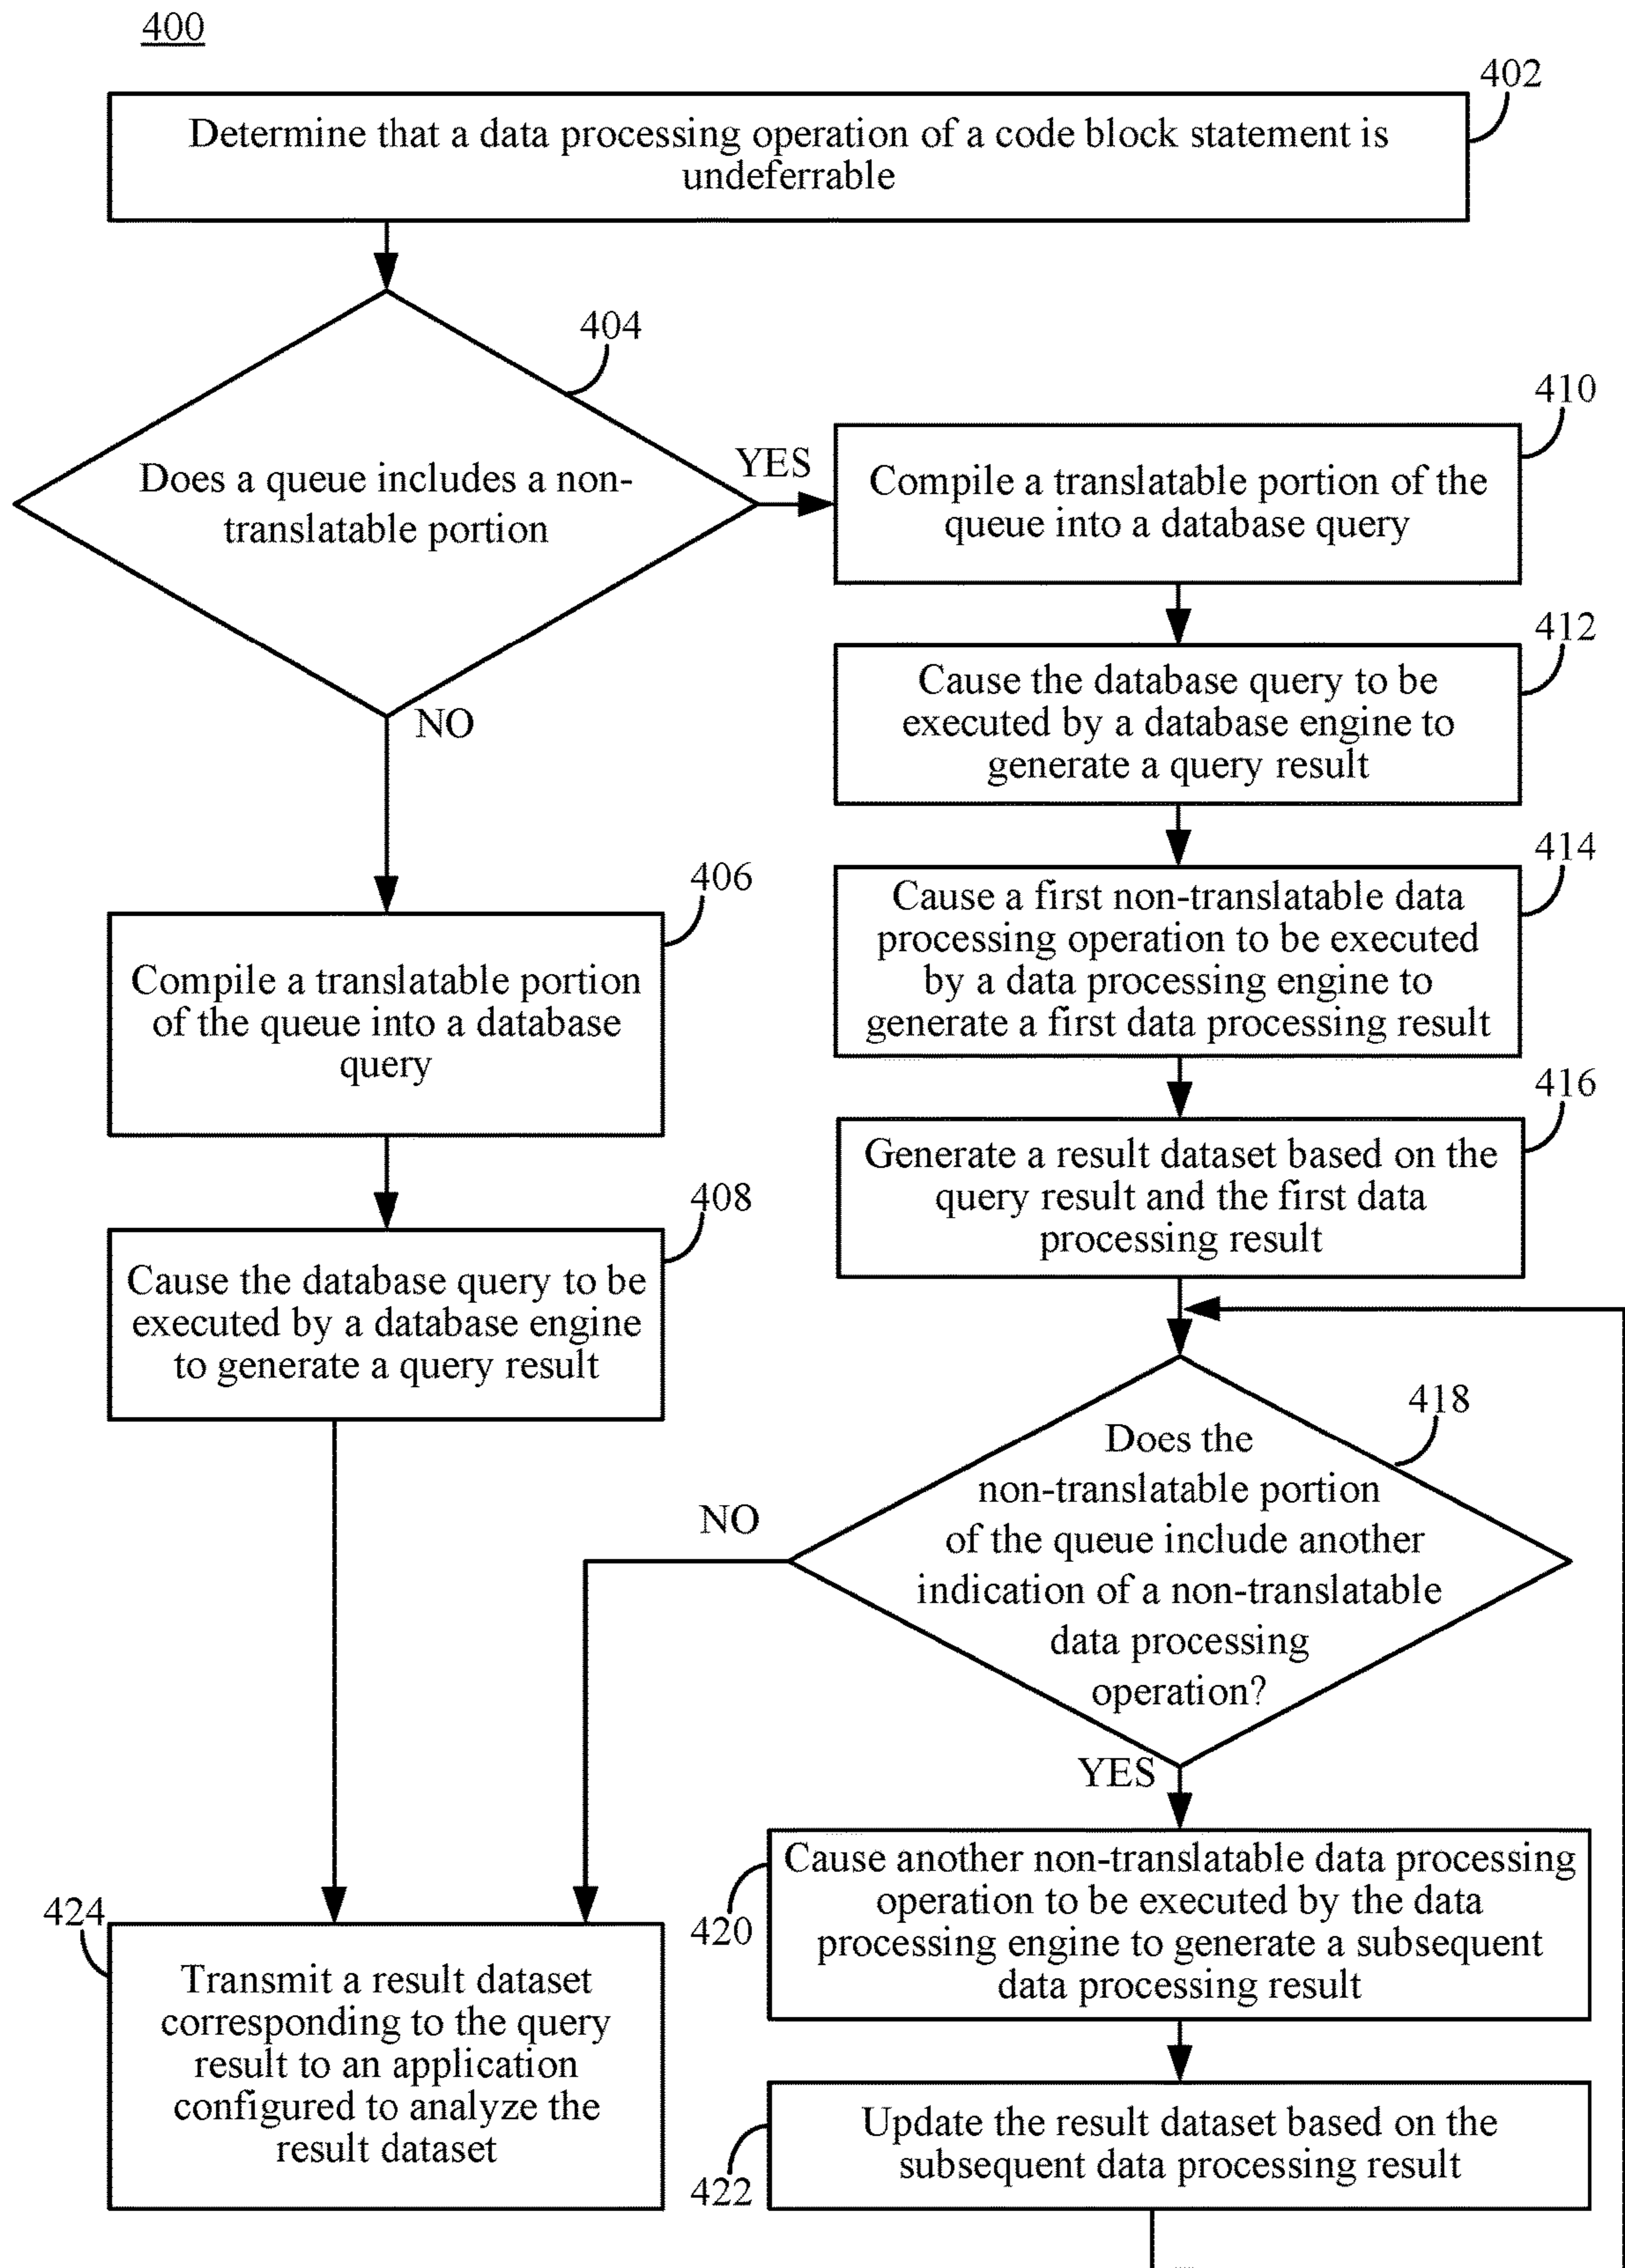 400
402
Determine that a data processing operation of a code block statement is
undeferrable
404
Does a queue includes a non-
translatable portion
YES
NO
410
Compile a translatable portion of the
queue into a database query
412
Cause the database query to be
executed by a database engine to
generate a query result
414
Cause a first non-translatable data
processing operation to be executed
by a data processing engine to
generate a first data processing result
406
Compile a translatable portion
of the queue into a database
query
416
Generate a result dataset based on the
query result and the first data
processing result
408
Cause the database query to be
executed by a database engine
to generate a query result
418
Does the
non-translatable portion
of the queue include another
indication of a non-translatable
data processing
operation?
NO
YES
420
Cause another non-translatable data processing
operation to be executed by the data
processing engine to generate a subsequent
data processing result
424
Transmit a result dataset
corresponding to the query
result to an application
configured to analyze the
result dataset
422
Update the result dataset based on the
subsequent data processing result